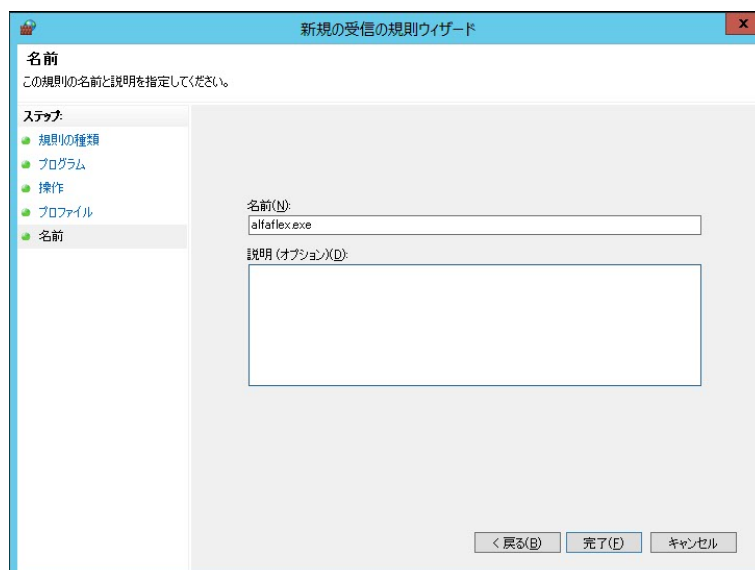 新規の受信の規則ウィザード
x
名前
この規則の名前と説明を指定してください。
ステップ:
規則の種類
プログラム
操作
プロファイル
名前
名前(N):
alfaflex.exe
説明 (オプション)(D):
< 戻る(B)
完了(F)
キャンセル